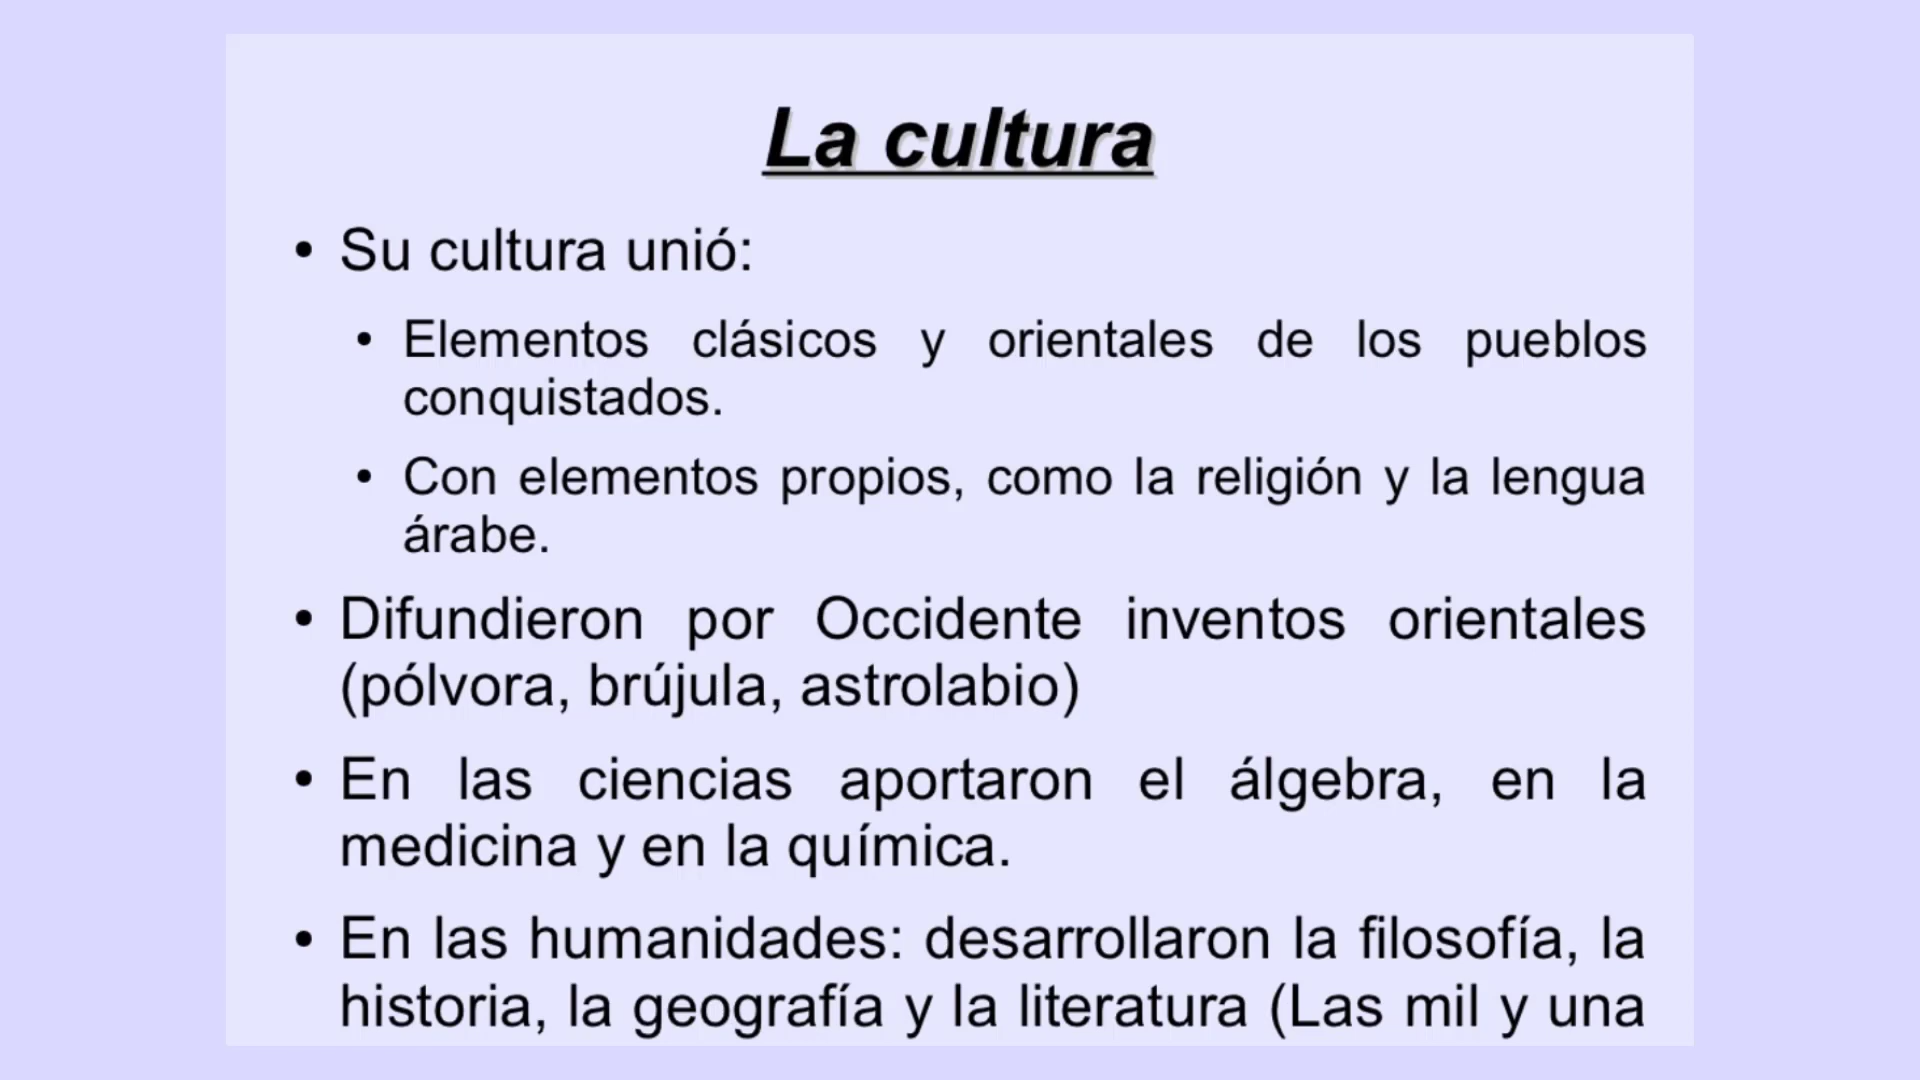 La cultura
• Su cultura unió:
• Elementos clásicos y orientales de los pueblos
conquistados.
• Con elementos propios, como la religión y la lengua
árabe.
• Difundieron por Occidente inventos orientales
(pólvora, brújula, astrolabio)
• En las ciencias aportaron el álgebra, en la
medicina y en la química.
• En las humanidades: desarrollaron la filosofía, la
historia, la geografía y la literatura (Las mil y una